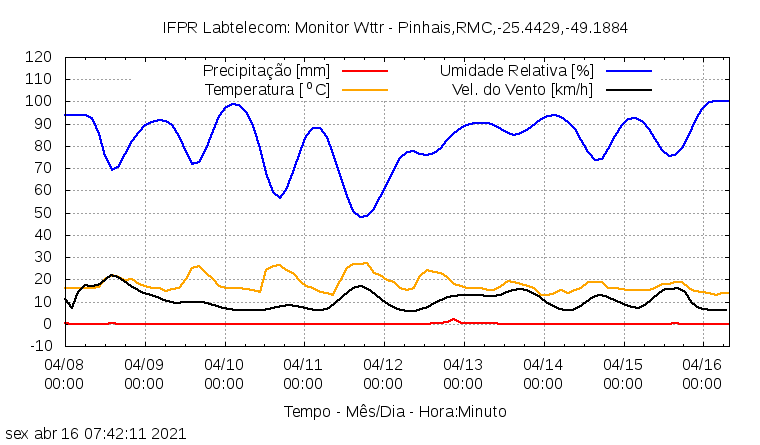 IFPR Labtelecom: Monitor Wttr - Pinhais,RMC,-25.4429,-49.1884
120
110
100
90
80
70
60
50
40
30
20
10
0
-10
Precipitação [mm]
Temperatura [ ⁰C]
Umidade Relativa [%]
Vel. do Vento [km/h]
04/08 04/09 04/10 04/11 04/12 04/13 04/14 04/15 04/16
00:00 00:00 00:00 00:00 00:00 00:00 00:00 00:00 00:00
Tempo - Mês/Dia - Hora:Minuto
sex abr 16 07:42:11 2021